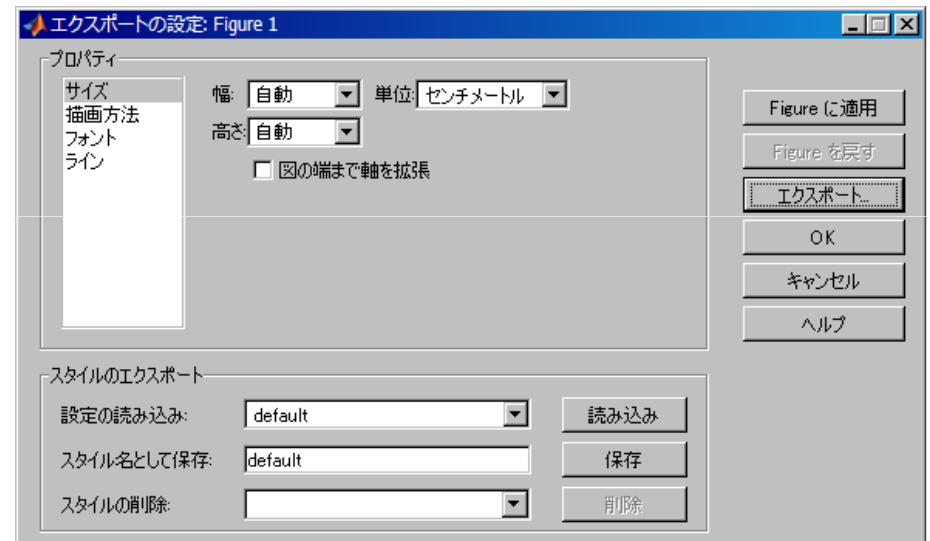 エクスポートの設定: Figure 1
プロパティ
サイズ
描画方法
フォント
ライン
幅: 自動 単位: センチメートル
高さ: 自動
図の端まで軸を拡張
Figure に適用
Figure を戻す
エクスポート...
OK
キャンセル
ヘルプ
スタイルのエクスポート
設定の読み込み: default 読み込み
スタイル名として保存: default 保存
スタイルの削除: 削除